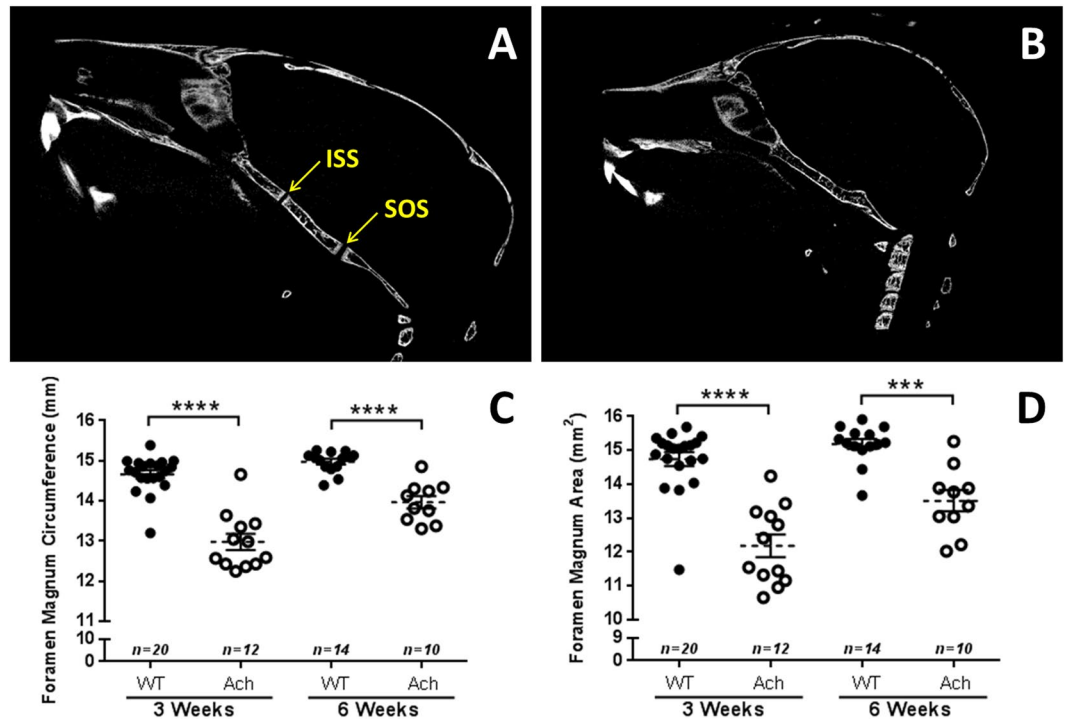 A
B
ISS
SOS
C
D
Foramen Magnum Circumference (mm)
16
15
14
13
12
11
10
0
****
****
n=20
n=12
n=14
n=10
WT
Ach
WT
Ach
3 Weeks
6 Weeks
Foramen Magnum Area (mm²)
16
15
14
13
12
11
10
9
0
****
***
n=20
n=12
n=14
n=10
WT
Ach
WT
Ach
3 Weeks
6 Weeks